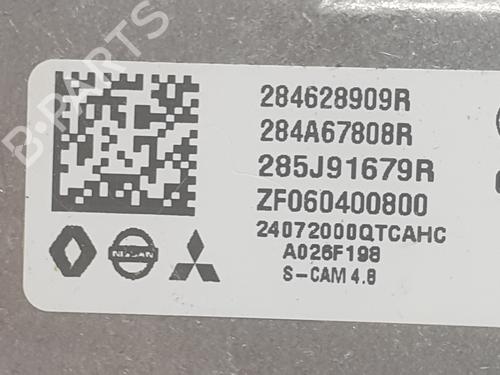 B-PARTS
284628909R
284A67808R
285J91679R
ZF060400800
24072000QTCAHC
A026F198
S-CAM 4.8
NISSAN